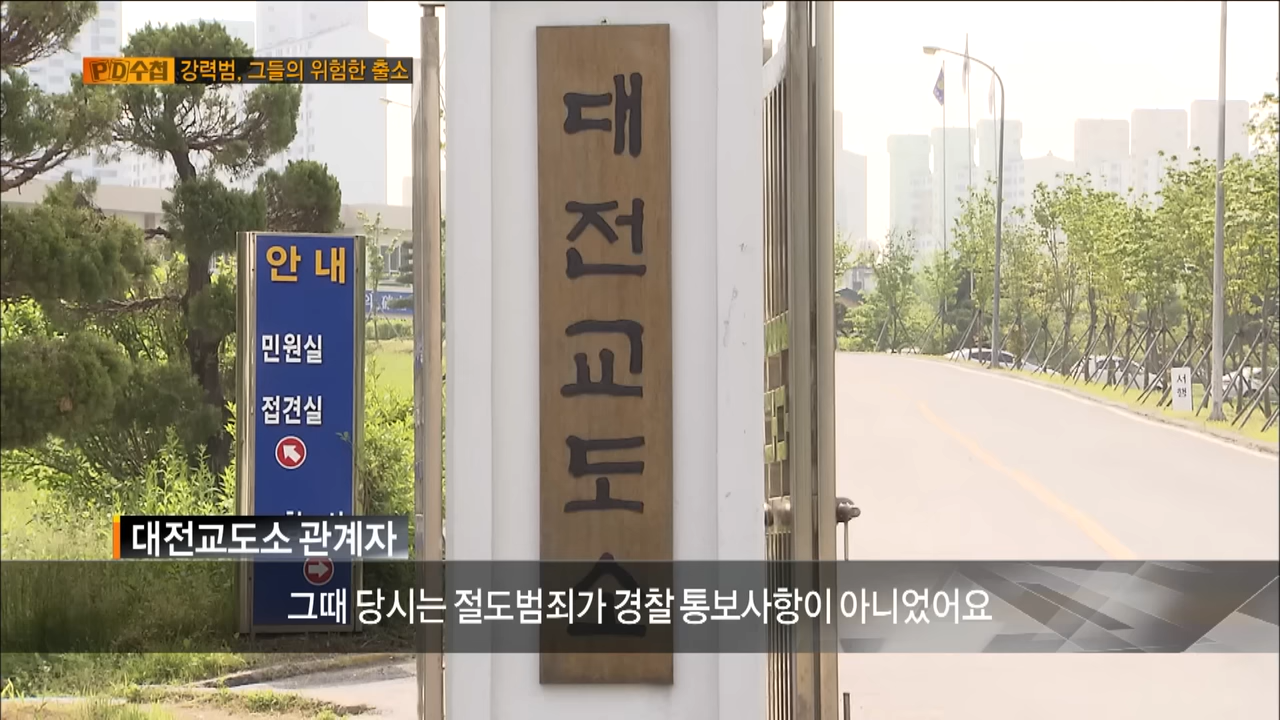 PD수첩 강력범, 그들의 위험한 출소
대전교도소
안내
민원실
접견실
서행
대전교도소 관계자
그때 당시는 절도범죄가 경찰 통보사항이 아니었어요